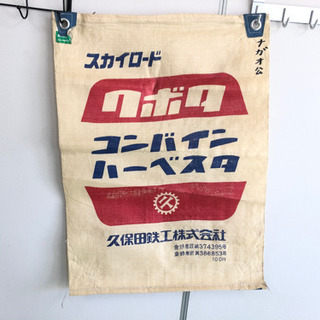 スカイロード
クボタ
コンバイン
ハーベスタ
久保田鉄工株式会社
ナガオ公